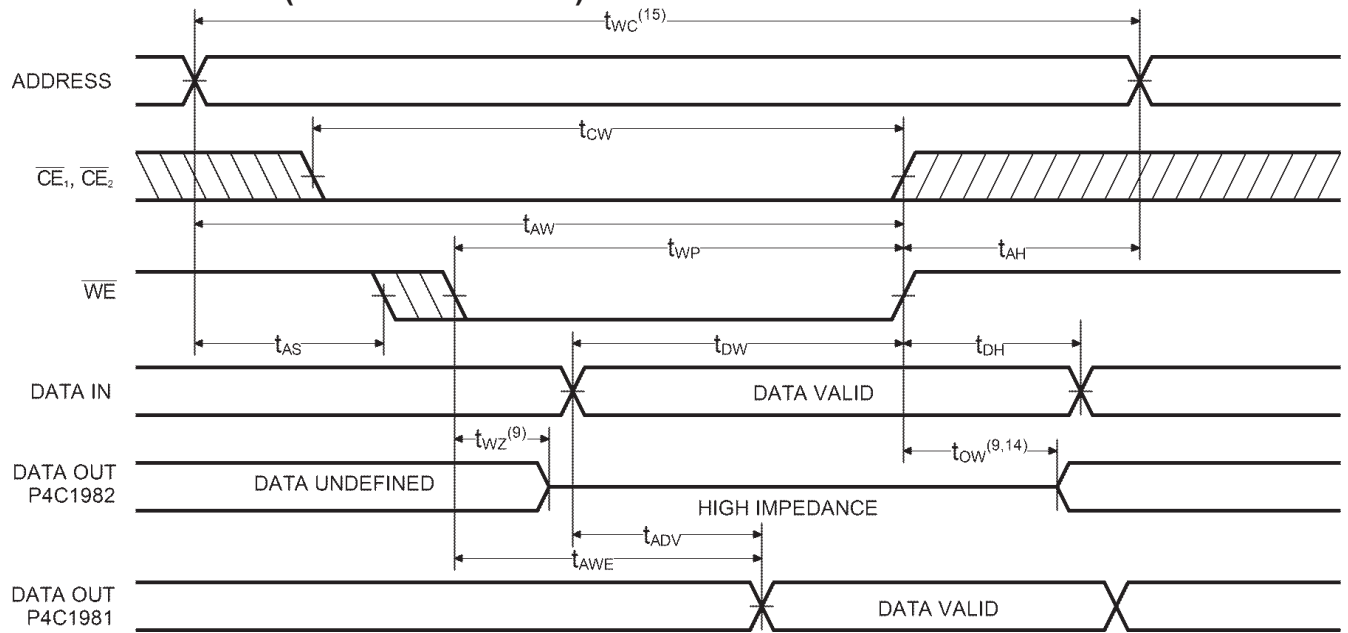 tWC(15)
ADDRESS
tCW
CE1, CE2
tAW
tWP
tAH
WE
tAS
tDW
tDH
DATA IN
DATA VALID
tWZ(9)
tOW(9,14)
DATA OUT
P4C1982
DATA UNDEFINED
HIGH IMPEDANCE
tADV
tAWE
DATA OUT
P4C1981
DATA VALID